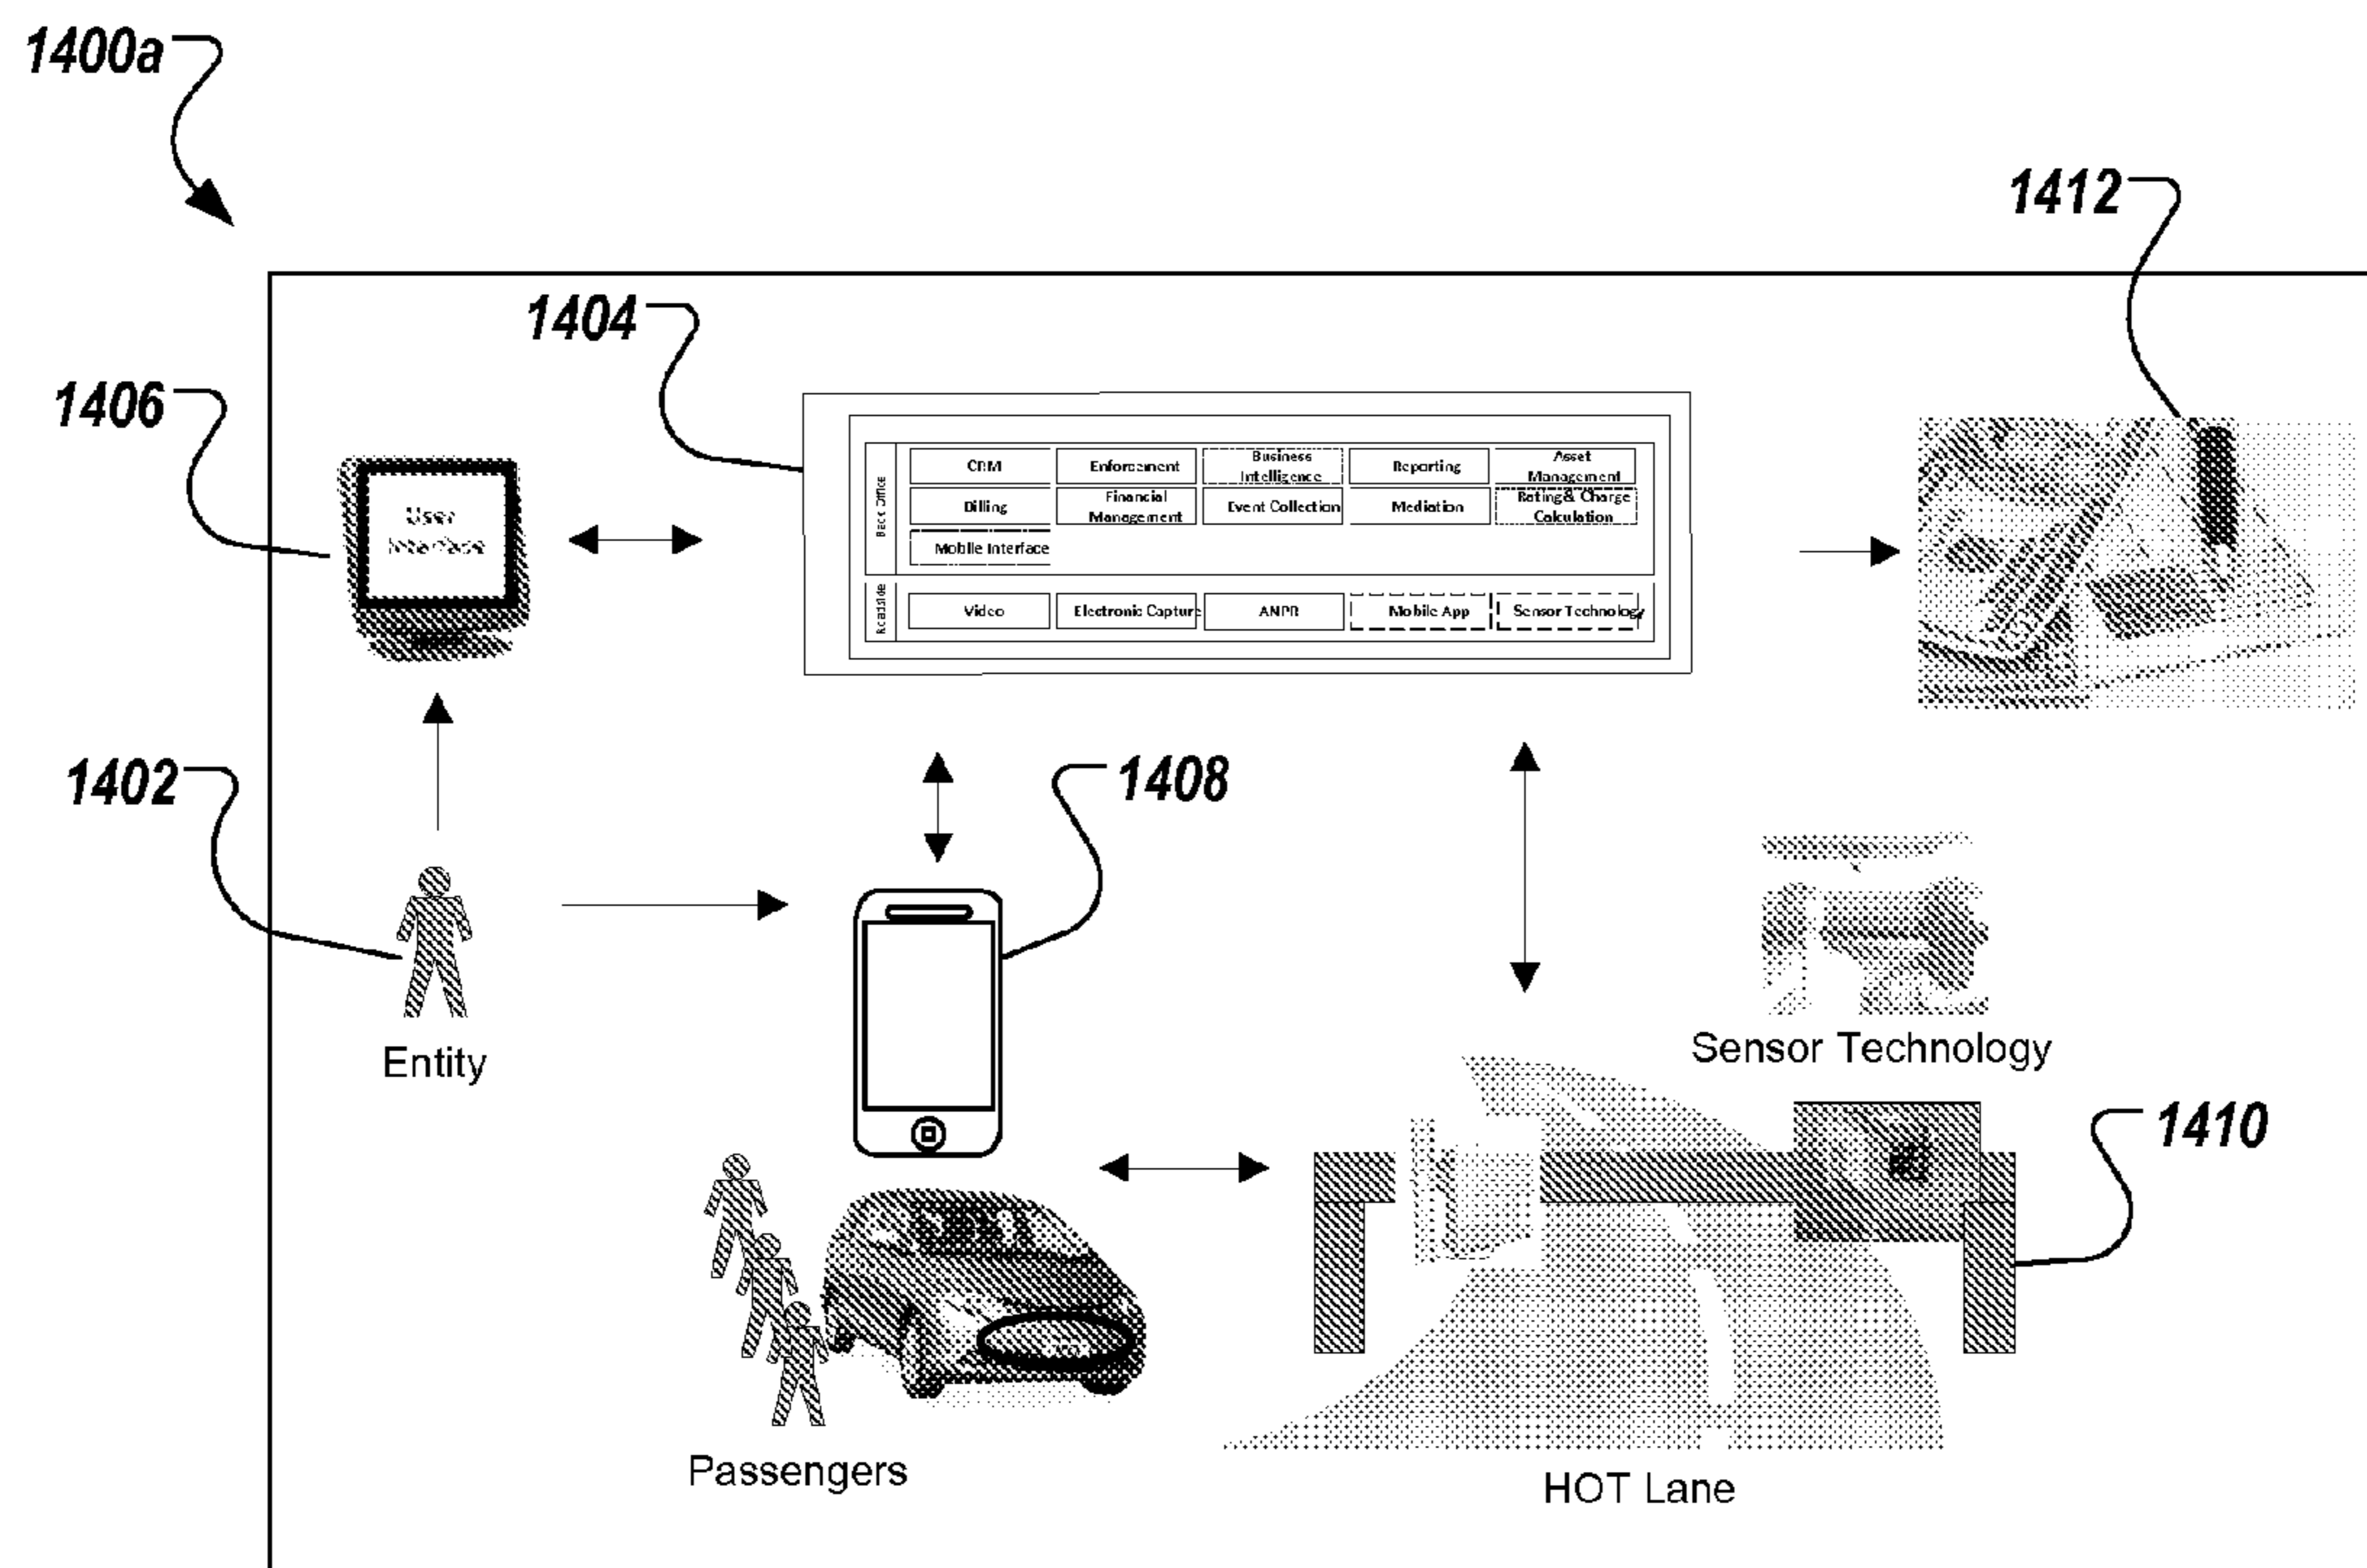 1400a
1412
1404
1406
User
Interface
Back Office
CRM
Enforcement
Business
Intelligence
Reporting
Asset
Management
Billing
Financial
Management
Event Collection
Mediation
Rating & Charge
Calculation
Mobile Interface
Roadside
Video
Electronic Capture
ANPR
Mobile App
Sensor Technology
1402
1408
Entity
Sensor Technology
1410
Passengers
HOT Lane